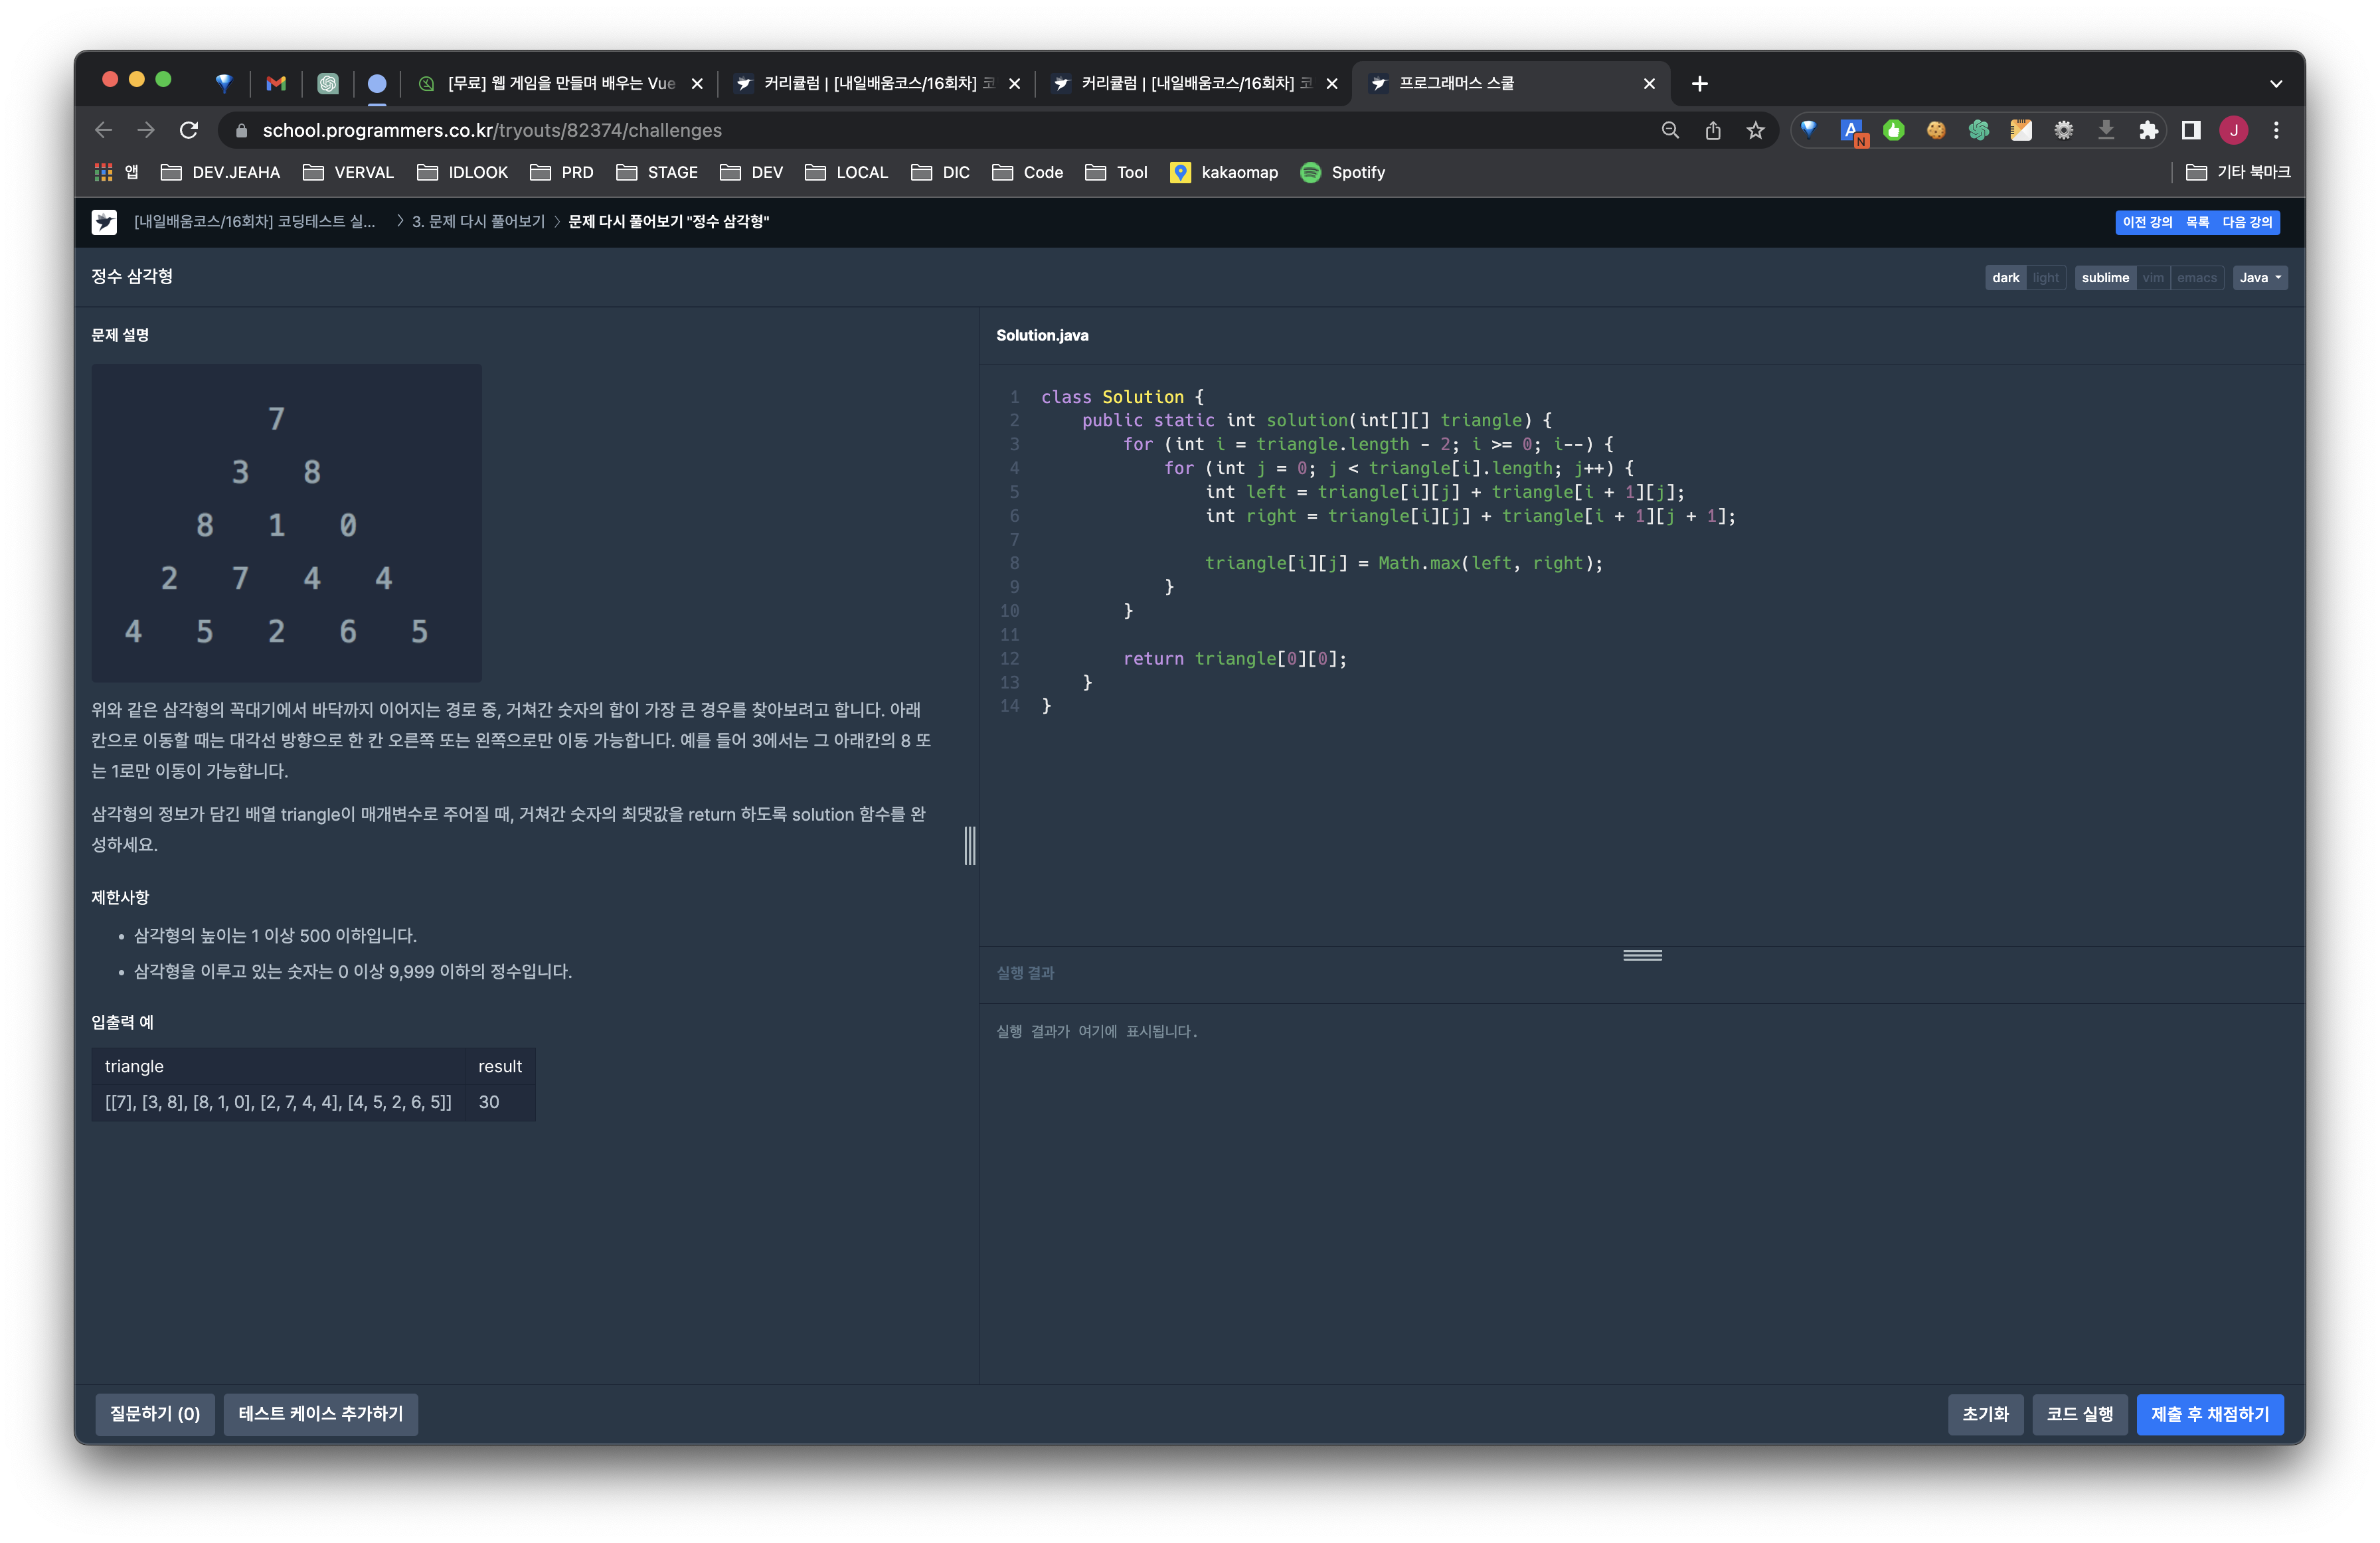 [무료] 웹 게임을 만들며 배우는 Vue
커리큘럼 | [내일배움코스/16회차] 코
커리큘럼 | [내일배움코스/16회차] 코
프로그래머스 스쿨
school.programmers.co.kr/tryouts/82374/challenges
A
N
J
앱
DEV.JEAHA
VERVAL
IDLOOK
PRD
STAGE
DEV
LOCAL
DIC
Code
Tool
kakaomap
Spotify
기타 북마크
[내일배움코스/16회차] 코딩테스트 실... > 3. 문제 다시 풀어보기 > 문제 다시 풀어보기 "정수 삼각형"
이전 강의 목록 다음 강의
정수 삼각형
dark light sublime vim emacs Java
문제 설명
7
3 8
8 1 0
2 7 4 4
4 5 2 6 5
위와 같은 삼각형의 꼭대기에서 바닥까지 이어지는 경로 중, 거쳐간 숫자의 합이 가장 큰 경우를 찾아보려고 합니다. 아래
칸으로 이동할 때는 대각선 방향으로 한 칸 오른쪽 또는 왼쪽으로만 이동 가능합니다. 예를 들어 3에서는 그 아래칸의 8 또
는 1로만 이동이 가능합니다.
삼각형의 정보가 담긴 배열 triangle이 매개변수로 주어질 때, 거쳐간 숫자의 최댓값을 return 하도록 solution 함수를 완
성하세요.
제한사항
• 삼각형의 높이는 1 이상 500 이하입니다.
• 삼각형을 이루고 있는 숫자는 0 이상 9,999 이하의 정수입니다.
입출력 예
triangle result
[[7], [3, 8], [8, 1, 0], [2, 7, 4, 4], [4, 5, 2, 6, 5]] 30
Solution.java
1 class Solution {
2     public static int solution(int[][] triangle) {
3         for (int i = triangle.length - 2; i >= 0; i--) {
4             for (int j = 0; j < triangle[i].length; j++) {
5                 int left = triangle[i][j] + triangle[i + 1][j];
6                 int right = triangle[i][j] + triangle[i + 1][j + 1];
7
8                 triangle[i][j] = Math.max(left, right);
9             }
10         }
11
12         return triangle[0][0];
13     }
14 }
실행 결과
실행 결과가 여기에 표시됩니다.
질문하기 (0)
테스트 케이스 추가하기
초기화
코드 실행
제출 후 채점하기